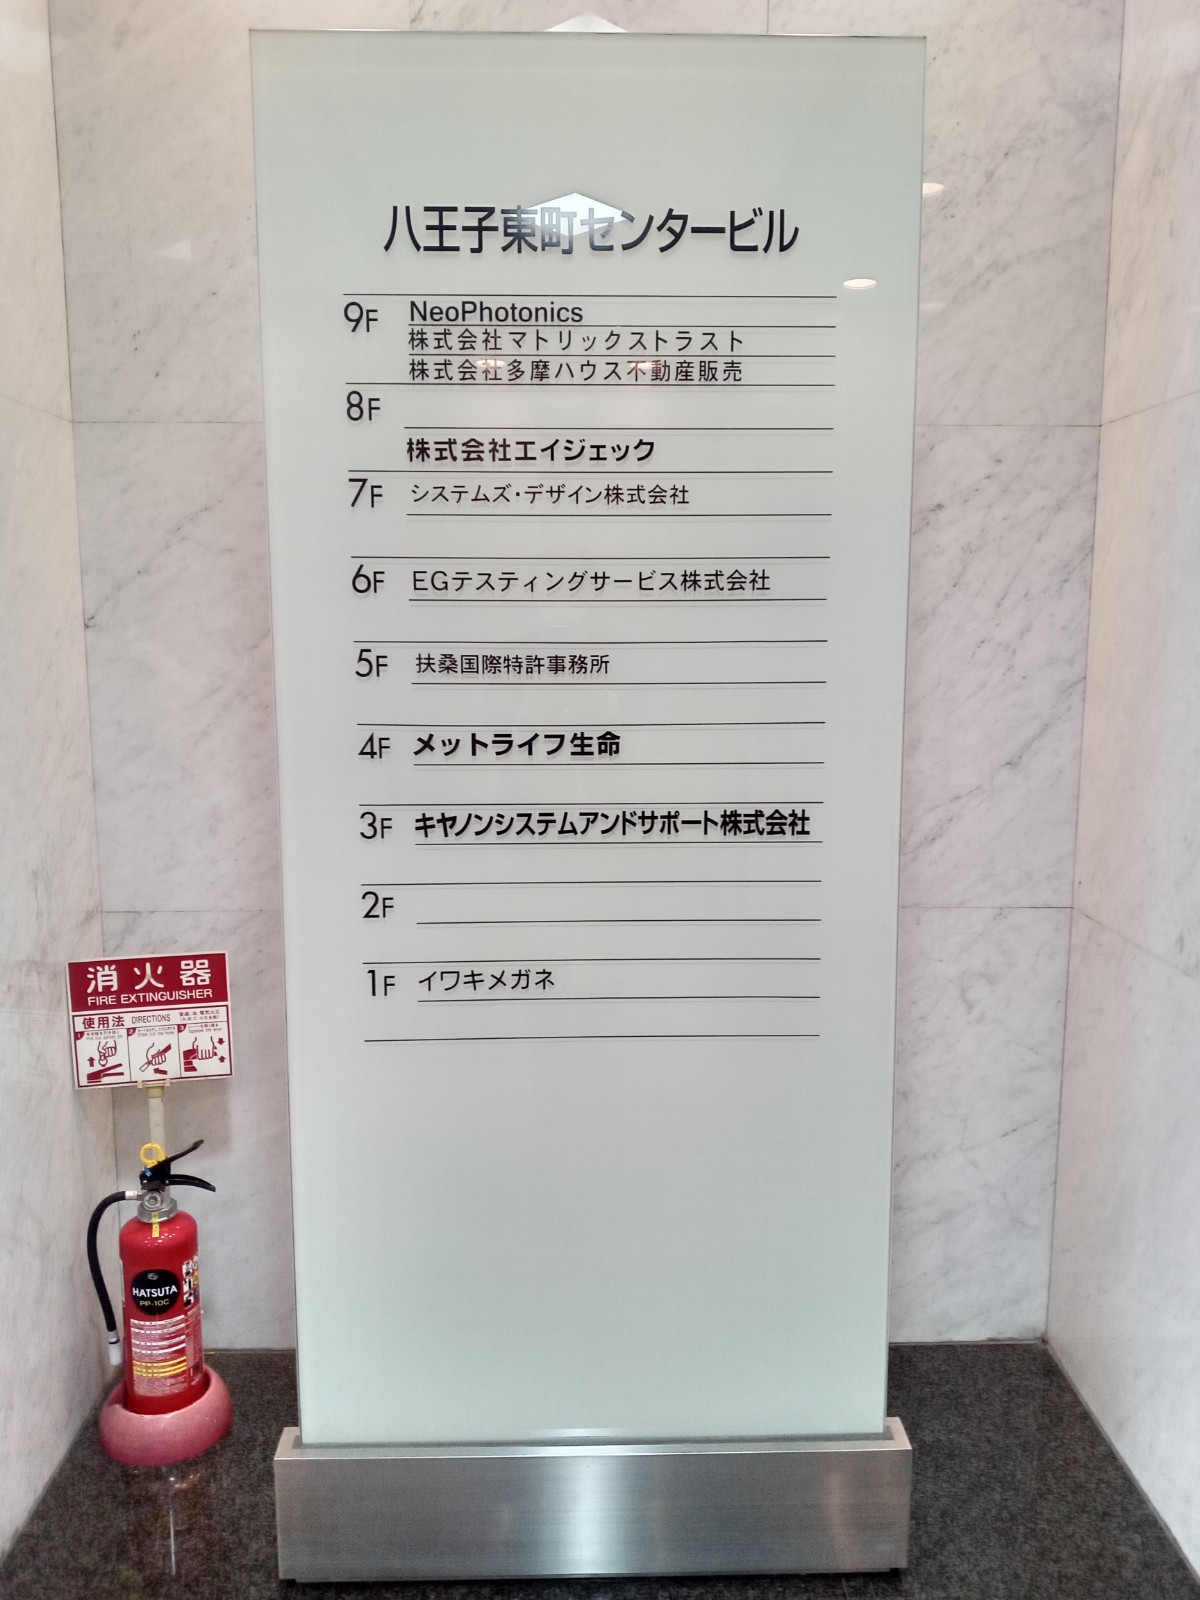 八王子東町センタービル
9F NeoPhotonics
株式会社マトリックストラスト
株式会社多摩ハウス不動産販売
8F
株式会社エイジェック
7F システムズ・デザイン株式会社
6F EGテスティングサービス株式会社
5F 扶桑国際特許事務所
4F メットライフ生命
3F キヤノンシステムアンドサポート株式会社
2F
1F イワキメガネ
消火器
FIRE EXTINGUISHER
使用法 DIRECTIONS
HATSUTA
PP-10C